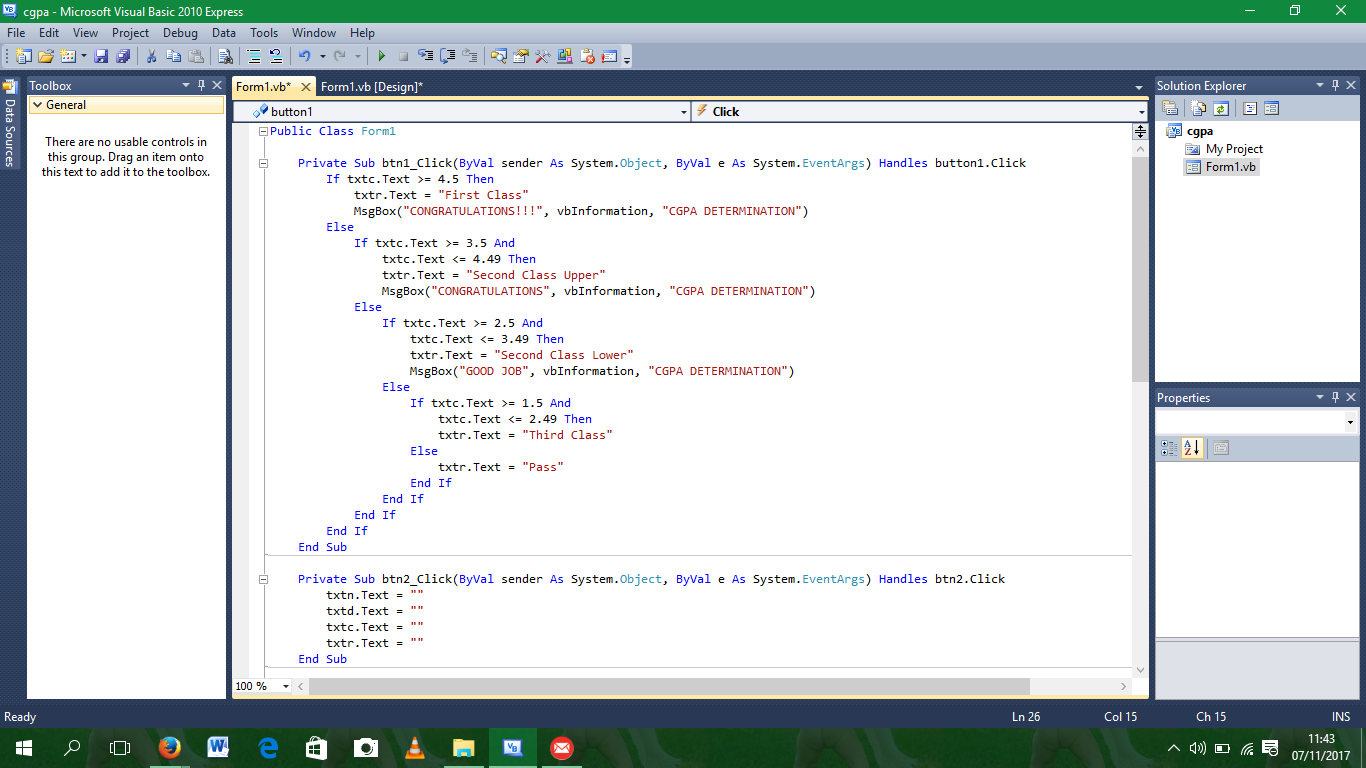 cgpa - Microsoft Visual Basic 2010 Express
File Edit View Project Debug Data Tools Window Help
Data Sources
Toolbox
General
There are no usable controls in
this group. Drag an item onto
this text to add it to the toolbox.
Form1.vb* Form1.vb [Design]*
button1 Click
Public Class Form1
Private Sub btn1_Click(ByVal sender As System.Object, ByVal e As System.EventArgs) Handles button1.Click
If txtc.Text >= 4.5 Then
txtr.Text = "First Class"
MsgBox("CONGRATULATIONS!!!", vbInformation, "CGPA DETERMINATION")
Else
If txtc.Text >= 3.5 And
txtc.Text <= 4.49 Then
txtr.Text = "Second Class Upper"
MsgBox("CONGRATULATIONS", vbInformation, "CGPA DETERMINATION")
Else
If txtc.Text >= 2.5 And
txtc.Text <= 3.49 Then
txtr.Text = "Second Class Lower"
MsgBox("GOOD JOB", vbInformation, "CGPA DETERMINATION")
Else
If txtc.Text >= 1.5 And
txtc.Text <= 2.49 Then
txtr.Text = "Third Class"
Else
txtr.Text = "Pass"
End If
End If
End If
End If
End Sub
Private Sub btn2_Click(ByVal sender As System.Object, ByVal e As System.EventArgs) Handles btn2.Click
txtn.Text = ""
txtd.Text = ""
txtc.Text = ""
txtr.Text = ""
End Sub
100 %
Solution Explorer
cgpa
My Project
Form1.vb
Properties
Ready Ln 26 Col 15 Ch 15 INS
11:43
07/11/2017